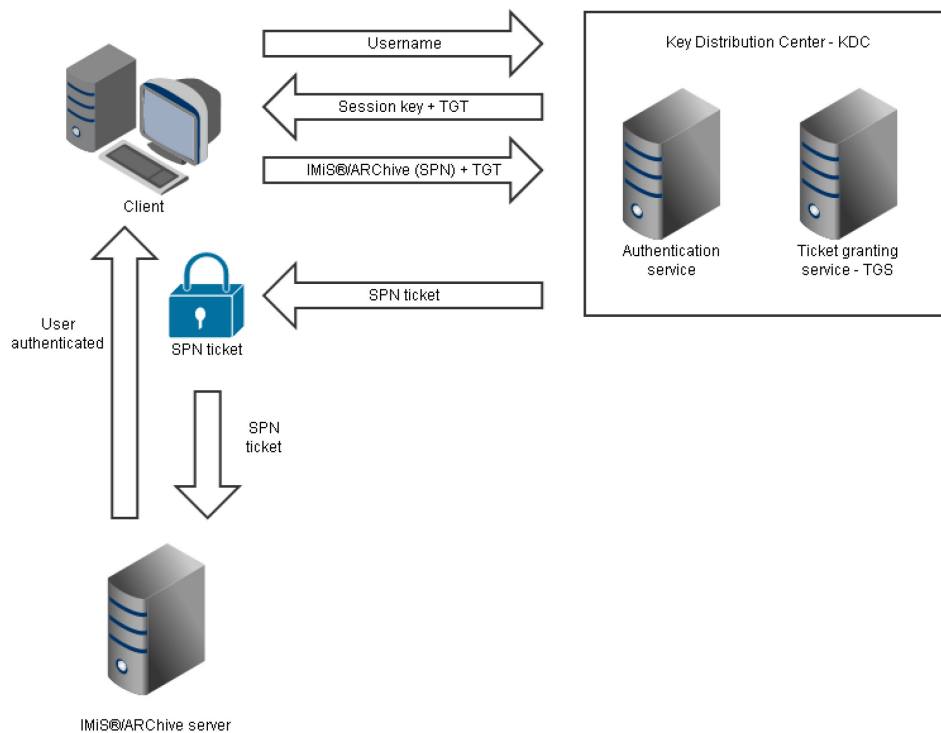 Username
Key Distribution Center - KDC
Session key + TGT
IMiS®/ARChive (SPN) + TGT
Client
Authentication
service
Ticket granting
service - TGS
SPN ticket
User
authenticated
SPN ticket
SPN
ticket
IMiS®/ARChive server